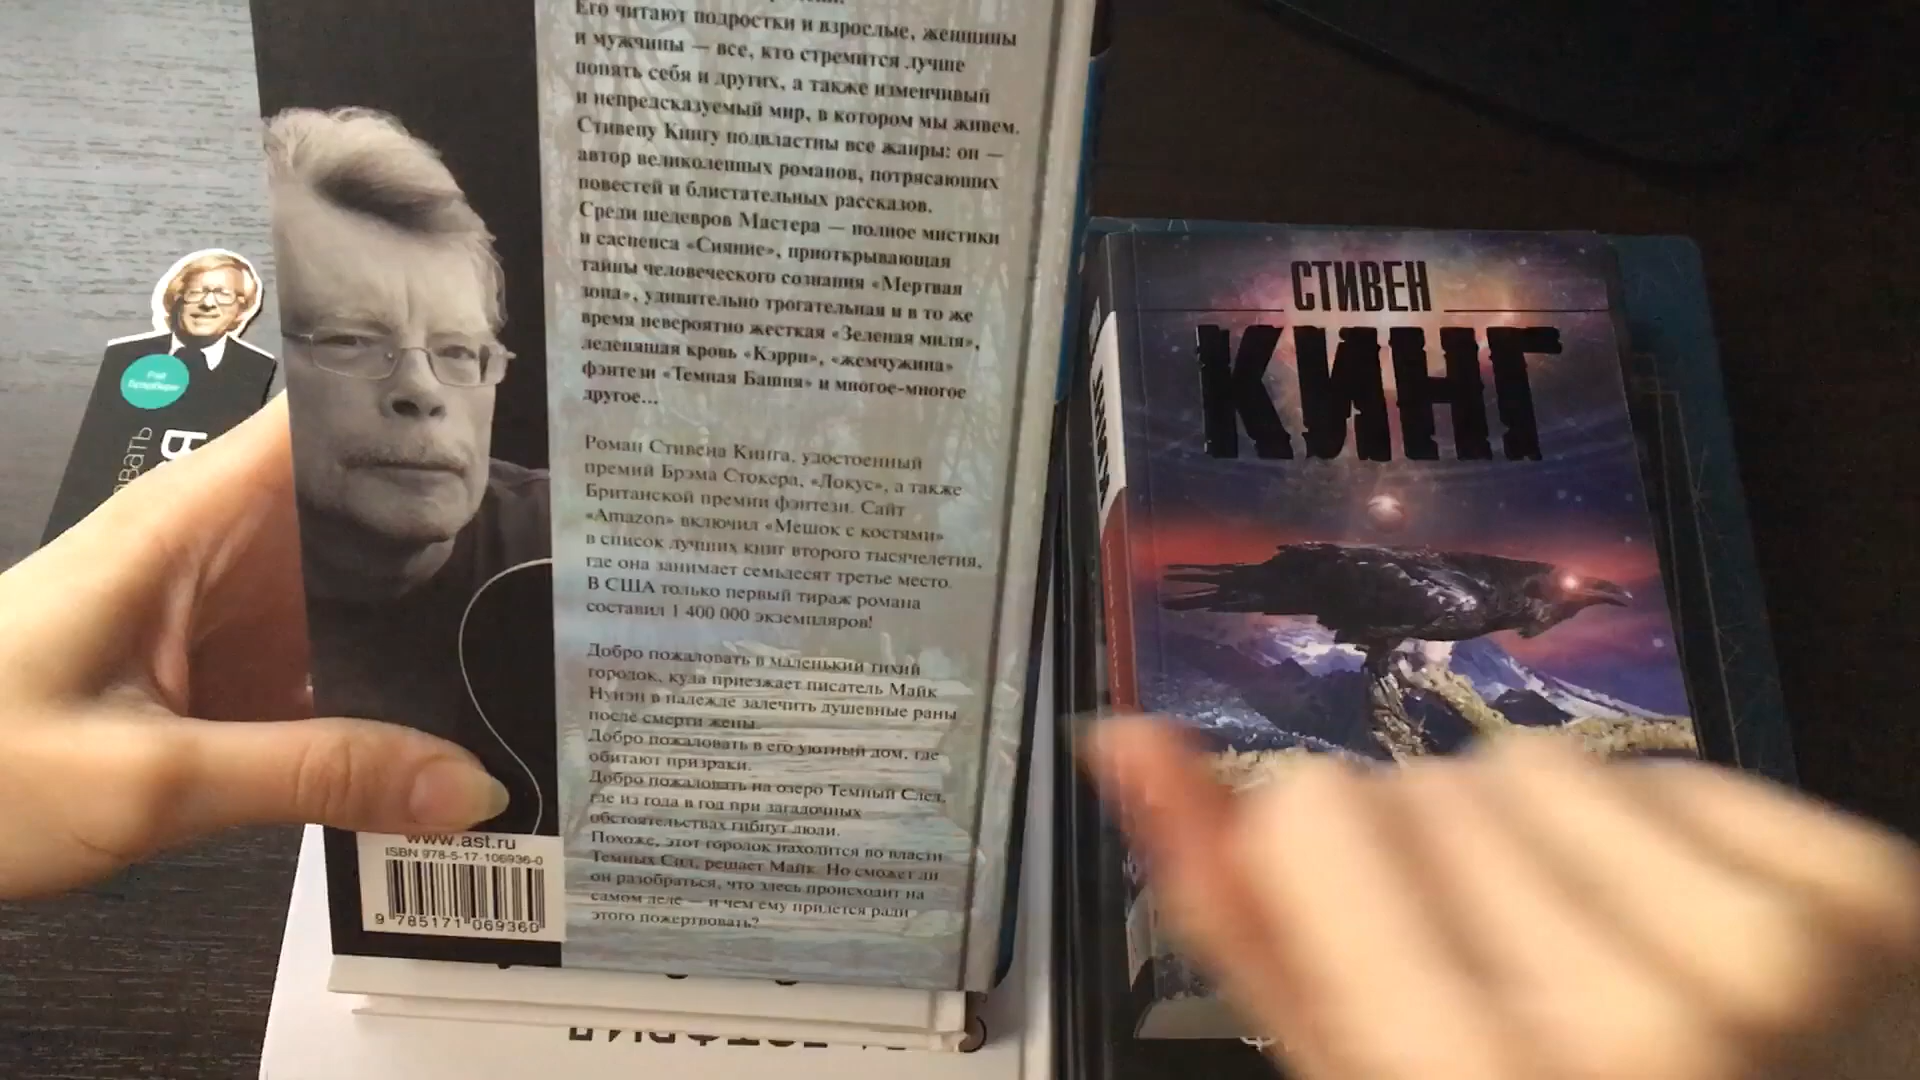 Его читают подростки и взрослые, женщины
и мужчины — все, кто стремится лучше
понять себя и других, а также изменчивый
и непредсказуемый мир, в котором мы живем.
Стивену Кингу подвластны все жанры: он —
автор великолепных романов, потрясающих
повестей и блистательных рассказов.
Среди шедевров Мастера — полное мистики
и саспенса «Сияние», приоткрывающая
тайны человеческого сознания «Мертвая
зона», удивительно трогательная и в то же
время невероятно жесткая «Зеленая миля»,
леденящая кровь «Кэрри», «жемчужина»
фэнтези «Темная Башня» и многое-многое
другое...
Роман Стивена Кинга, удостоенный
премий Брэма Стокера, «Локус», а также
Британской премии фэнтези. Сайт
«Amazon» включил «Мешок с костями»
в список лучших книг второго тысячелетия,
где она занимает семьдесят третье место.
В США только первый тираж романа
составил 1 400 000 экземпляров!
Добро пожаловать в маленький тихий
городок, куда приезжает писатель Майк
Нунэн в надежде залечить душевные раны
после смерти жены.
Добро пожаловать в его уютный дом, где
обитают призраки.
Добро пожаловать на озеро Темный След,
где из года в год при загадочных
обстоятельствах гибнут люди.
Похоже, этот городок находится во власти
Темных Сил, решает Майк. Но сможет ли
он разобраться, что здесь происходит на
самом деле — и чем ему придется ради
этого пожертвовать?
www.ast.ru
ISBN 978-5-17-106936-0
9 785171 069360
СТИВЕН
КИНГ
Рэй
Брэдбери